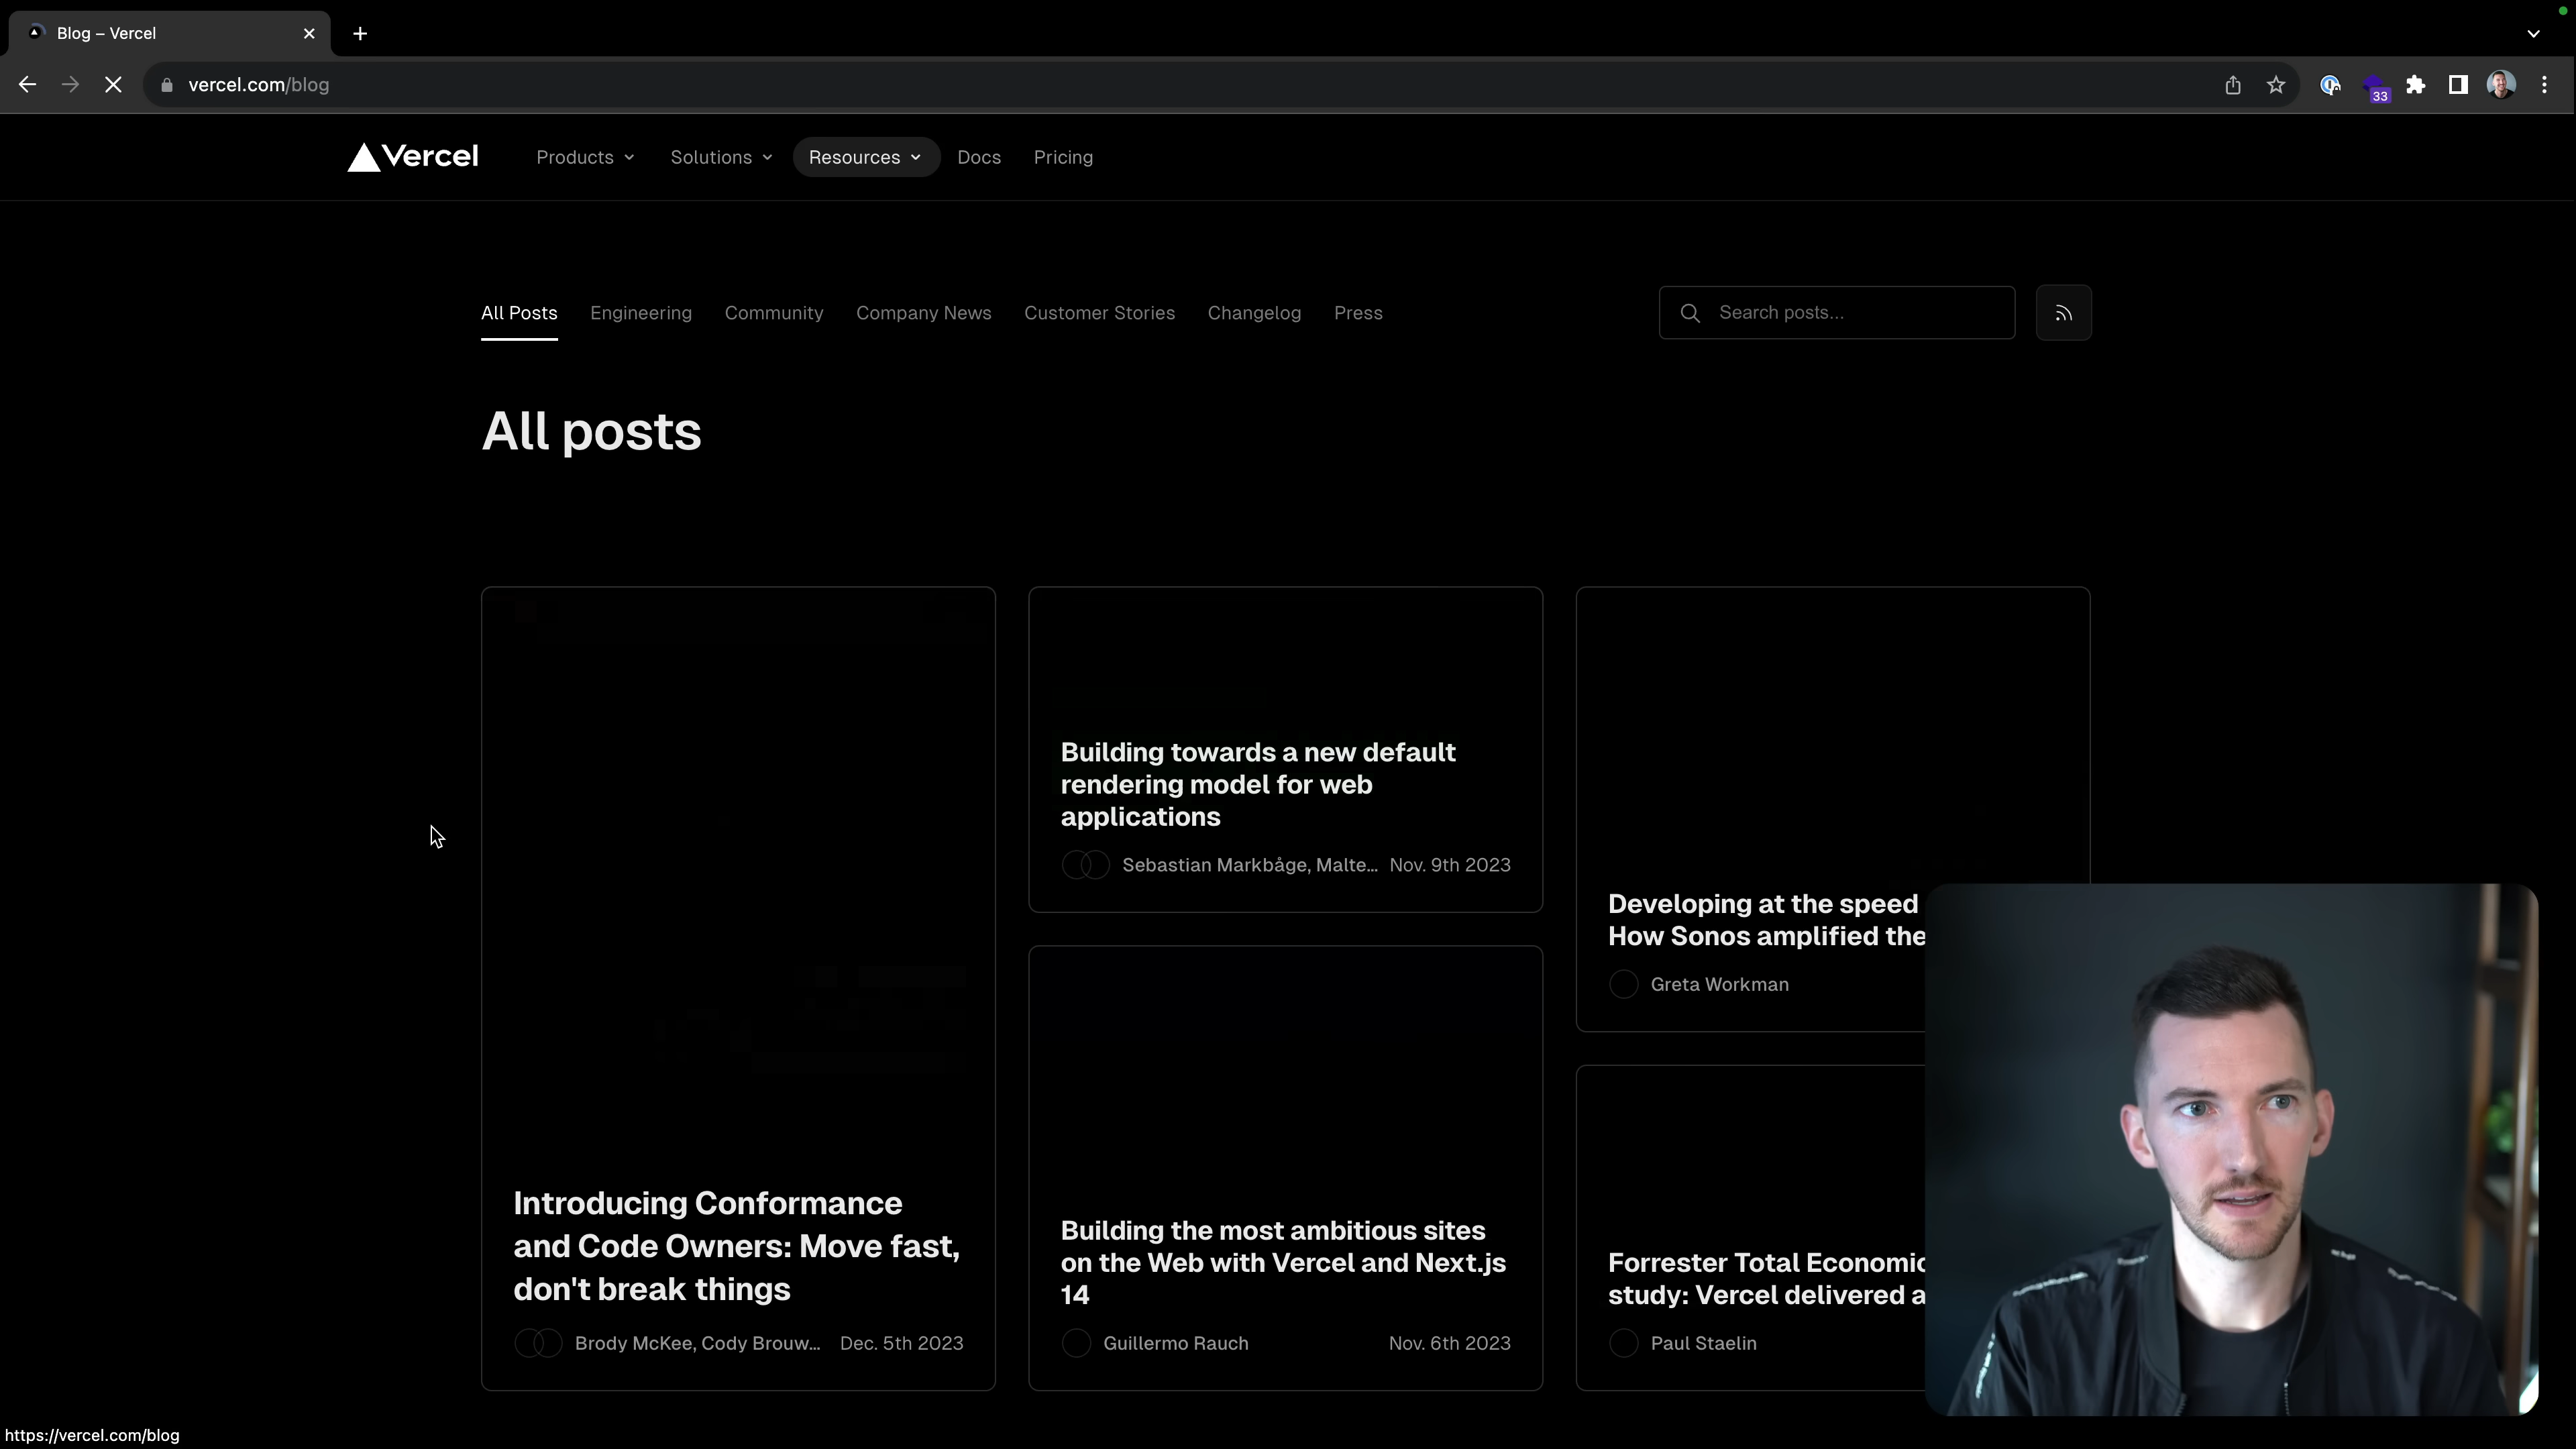 Blog – Vercel
vercel.com/blog
33
Vercel
Products
Solutions
Resources
Docs
Pricing
All Posts
Engineering
Community
Company News
Customer Stories
Changelog
Press
Search posts...
All posts
Introducing Conformance
and Code Owners: Move fast,
don't break things
Brody McKee, Cody Brouw...
Dec. 5th 2023
Building towards a new default
rendering model for web
applications
Sebastian Markbåge, Malte...
Nov. 9th 2023
Building the most ambitious sites
on the Web with Vercel and Next.js
14
Guillermo Rauch
Nov. 6th 2023
Developing at the speed
How Sonos amplified the
Greta Workman
Forrester Total Economic
study: Vercel delivered a
Paul Staelin
https://vercel.com/blog